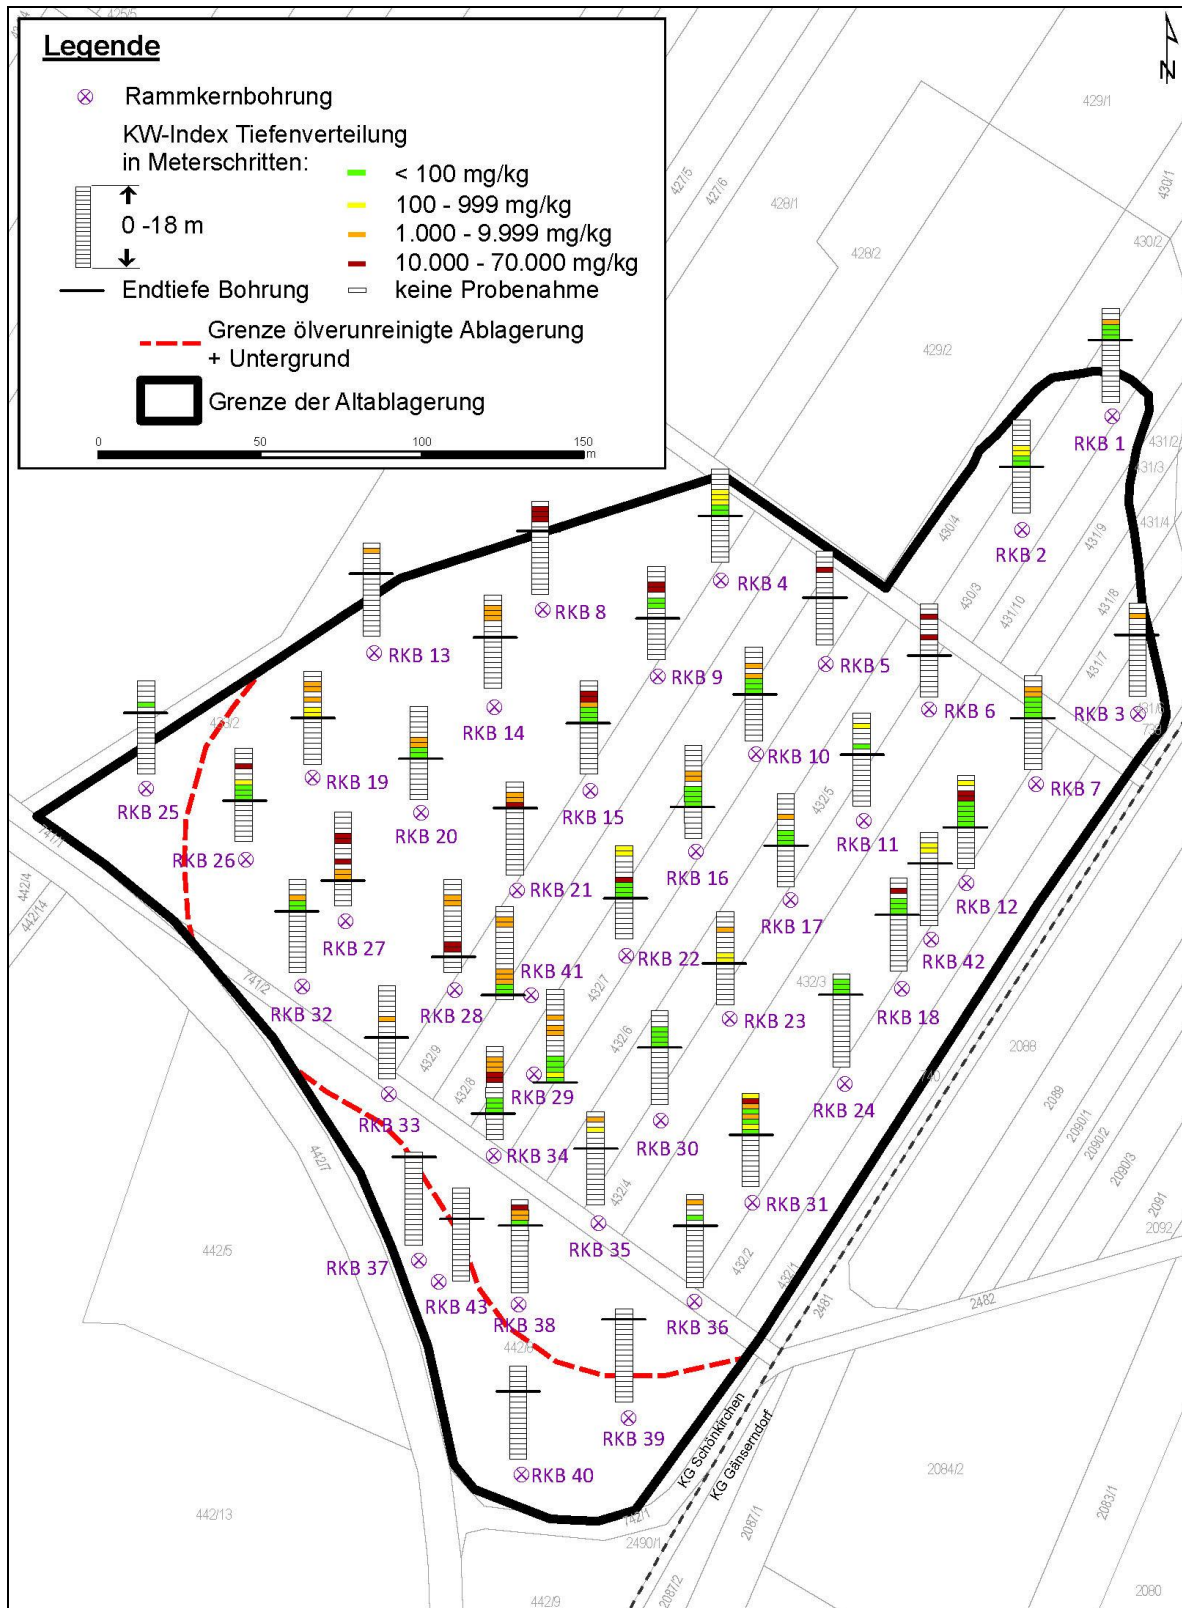 Legende
Rammkernbohrung
KW-Index Tiefenverteilung
in Meterschritten:
0 -18 m
< 100 mg/kg
100 - 999 mg/kg
1.000 - 9.999 mg/kg
10.000 - 70.000 mg/kg
Endtiefe Bohrung
keine Probenahme
Grenze ölverunreinigte Ablagerung
+ Untergrund
Grenze der Altablagerung
0 50 100 150
m
N
425/5
429/1
427/5
427/6
428/1
430/1
430/2
428/2
429/2
RKB 1
431/2
431/3
RKB 2
430/4
431/9
431/4
RKB 4
RKB 8
430/3
431/10
431/8
RKB 13
RKB 9
RKB 5
431/7
RKB 14
RKB 6
RKB 3
RKB 19
RKB 10
RKB 7
RKB 25
RKB 20
RKB 15
432/5
RKB 11
741/1
RKB 26
RKB 16
442/4
442/14
RKB 21
RKB 17
RKB 12
RKB 27
RKB 22
RKB 42
741/2
RKB 41
432/7
432/3
RKB 32
RKB 28
RKB 23
RKB 18
432/9
432/6
2088
432/8
RKB 29
740
RKB 24
2089
RKB 33
2090/1
2090/2
442/7
RKB 34
RKB 30
2090/3
432/4
RKB 31
2091
2092
442/5
RKB 35
432/2
RKB 37
432/1
RKB 43
RKB 38
RKB 36
2481
2482
RKB 39
KG Schönkirchen
KG Gänserndorf
RKB 40
2084/2
442/13
742/1
2087/1
2083/1
2490/1
2087/2
442/9
2080